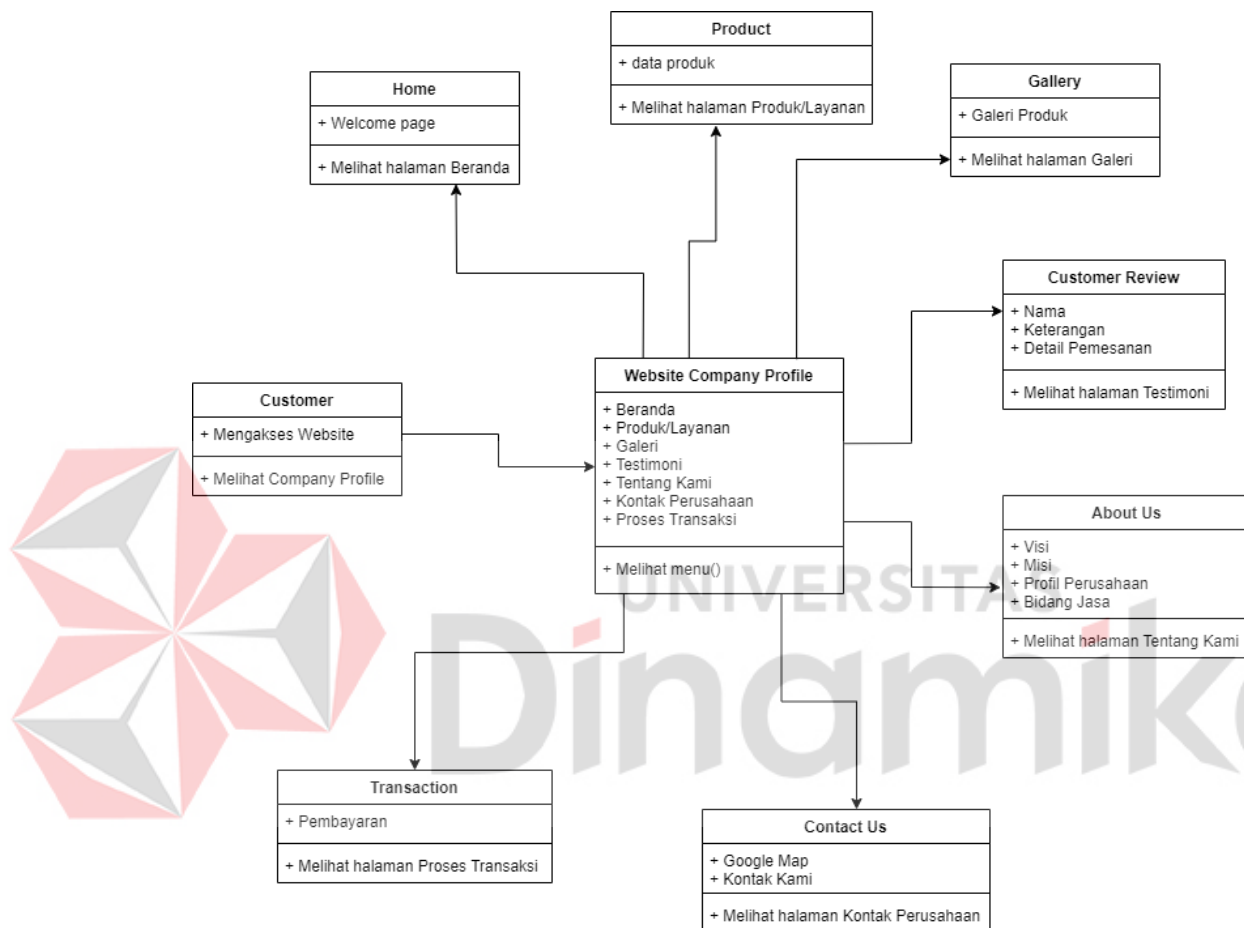 Product
+ data produk
+ Melihat halaman Produk/Layanan
Home
+ Welcome page
+ Melihat halaman Beranda
Gallery
+ Galeri Produk
+ Melihat halaman Galeri
Customer Review
+ Nama
+ Keterangan
+ Detail Pemesanan
+ Melihat halaman Testimoni
Website Company Profile
+ Beranda
+ Produk/Layanan
+ Galeri
+ Testimoni
+ Tentang Kami
+ Kontak Perusahaan
+ Proses Transaksi
+ Melihat menu()
Customer
+ Mengakses Website
+ Melihat Company Profile
About Us
+ Visi
+ Misi
+ Profil Perusahaan
+ Bidang Jasa
+ Melihat halaman Tentang Kami
UNIVERSITAS
Dinamika
Transaction
+ Pembayaran
+ Melihat halaman Proses Transaksi
Contact Us
+ Google Map
+ Kontak Kami
+ Melihat halaman Kontak Perusahaan